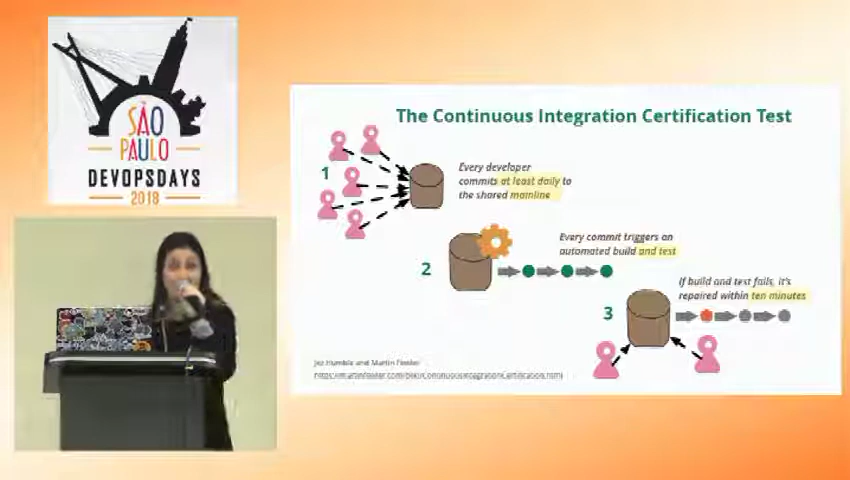 SÃO
PAULO
DEVOPSDAYS
2018
The Continuous Integration Certification Test
1
Every developer
commits at least daily to
the shared mainline
2
Every commit triggers an
automated build and test
3
If build and test fails, it's
repaired within ten minutes
Jez Humble and Martin Fowler